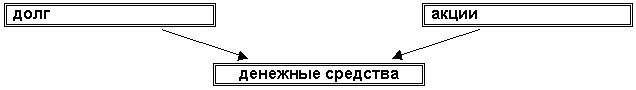 долг
акции
денежные средства